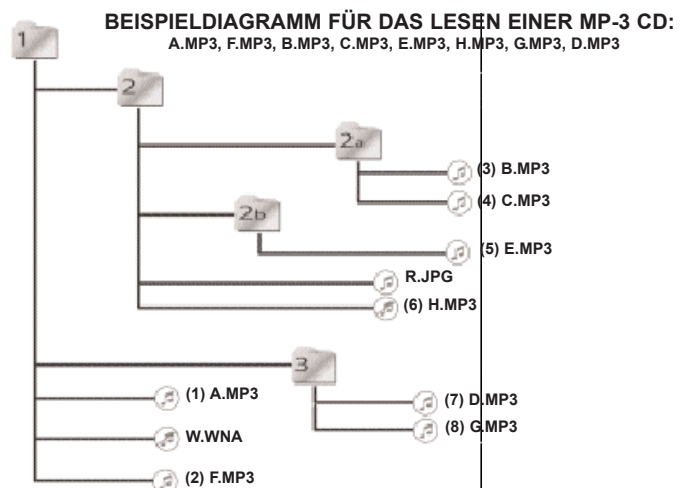 BEISPIELDIAGRAMM FÜR DAS LESEN EINER MP-3 CD:
A.MP3, F.MP3, B.MP3, C.MP3, E.MP3, H.MP3, G.MP3, D.MP3
1
2
2a
(3) B.MP3
(4) C.MP3
2b
(5) E.MP3
R.JPG
(6) H.MP3
3
(1) A.MP3
(7) D.MP3
(8) G.MP3
W.WNA
(2) F.MP3